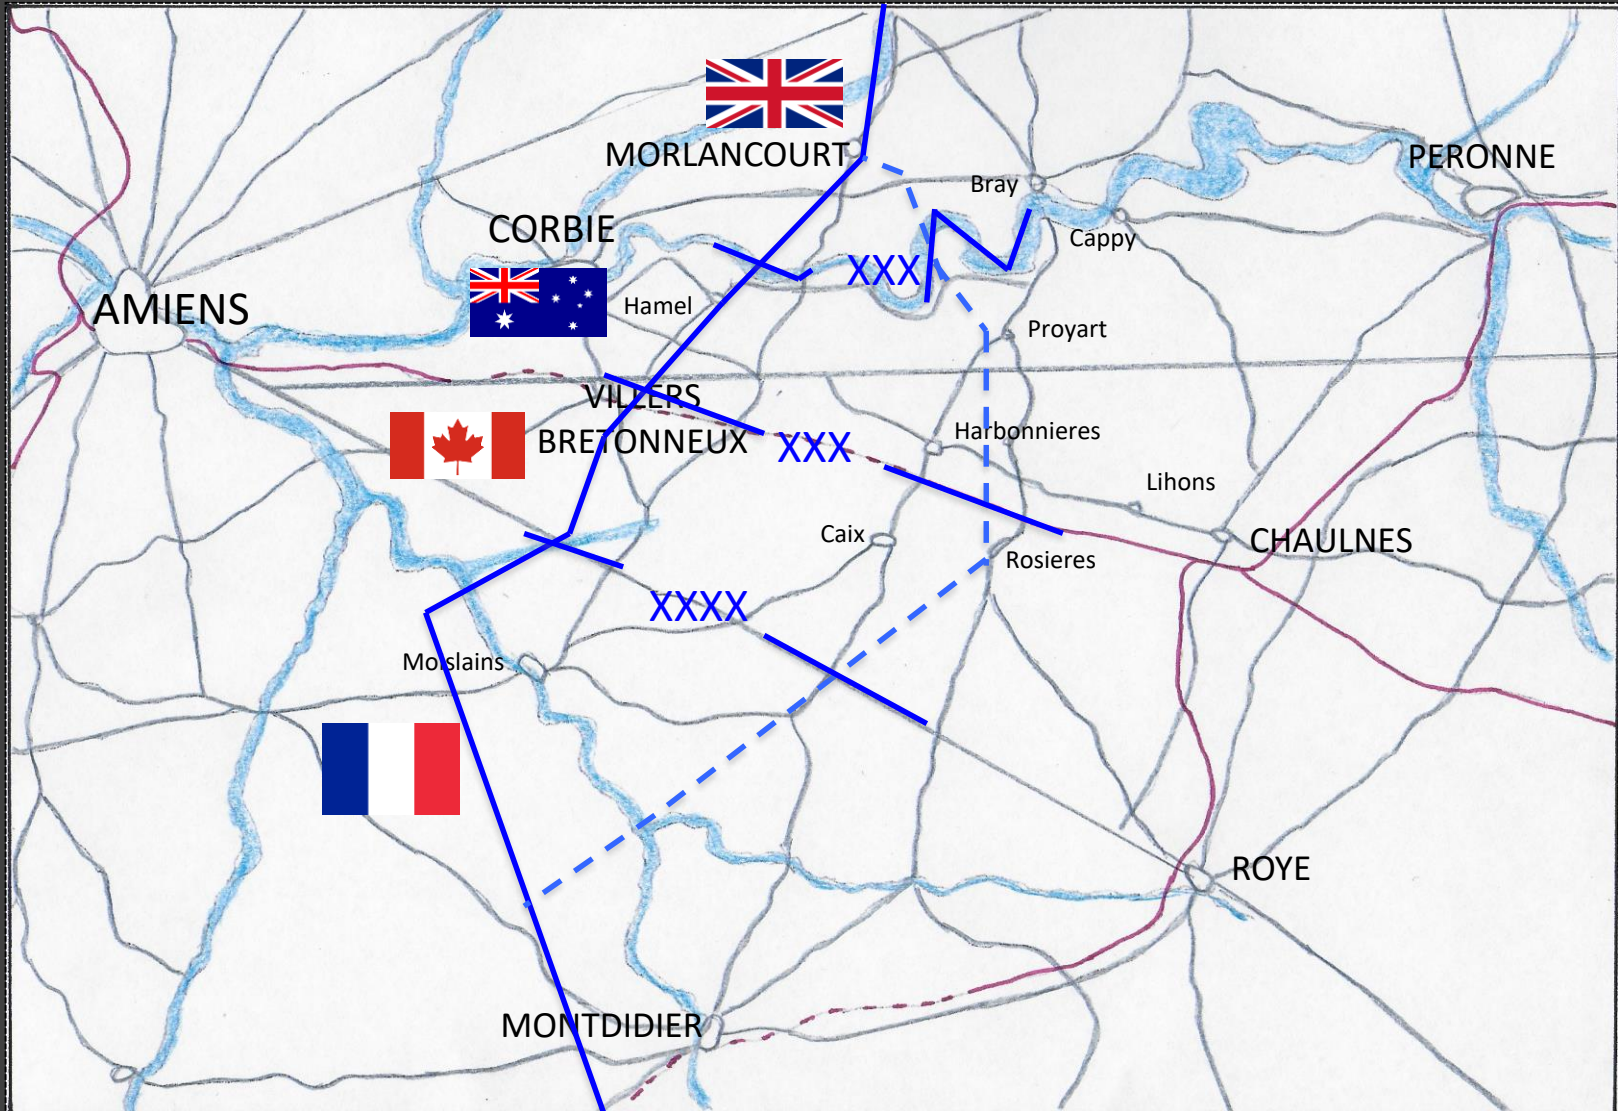 MORLANCOURT
PERONNE
Bray
CORBIE
Cappy
XXX
AMIENS
Hamel
Proyart
VILLERS
BRETONNEUX
XXX
Harbonnieres
Lihons
Caix
CHAULNES
Rosieres
XXXX
Moislains
ROYE
MONTDIDIER